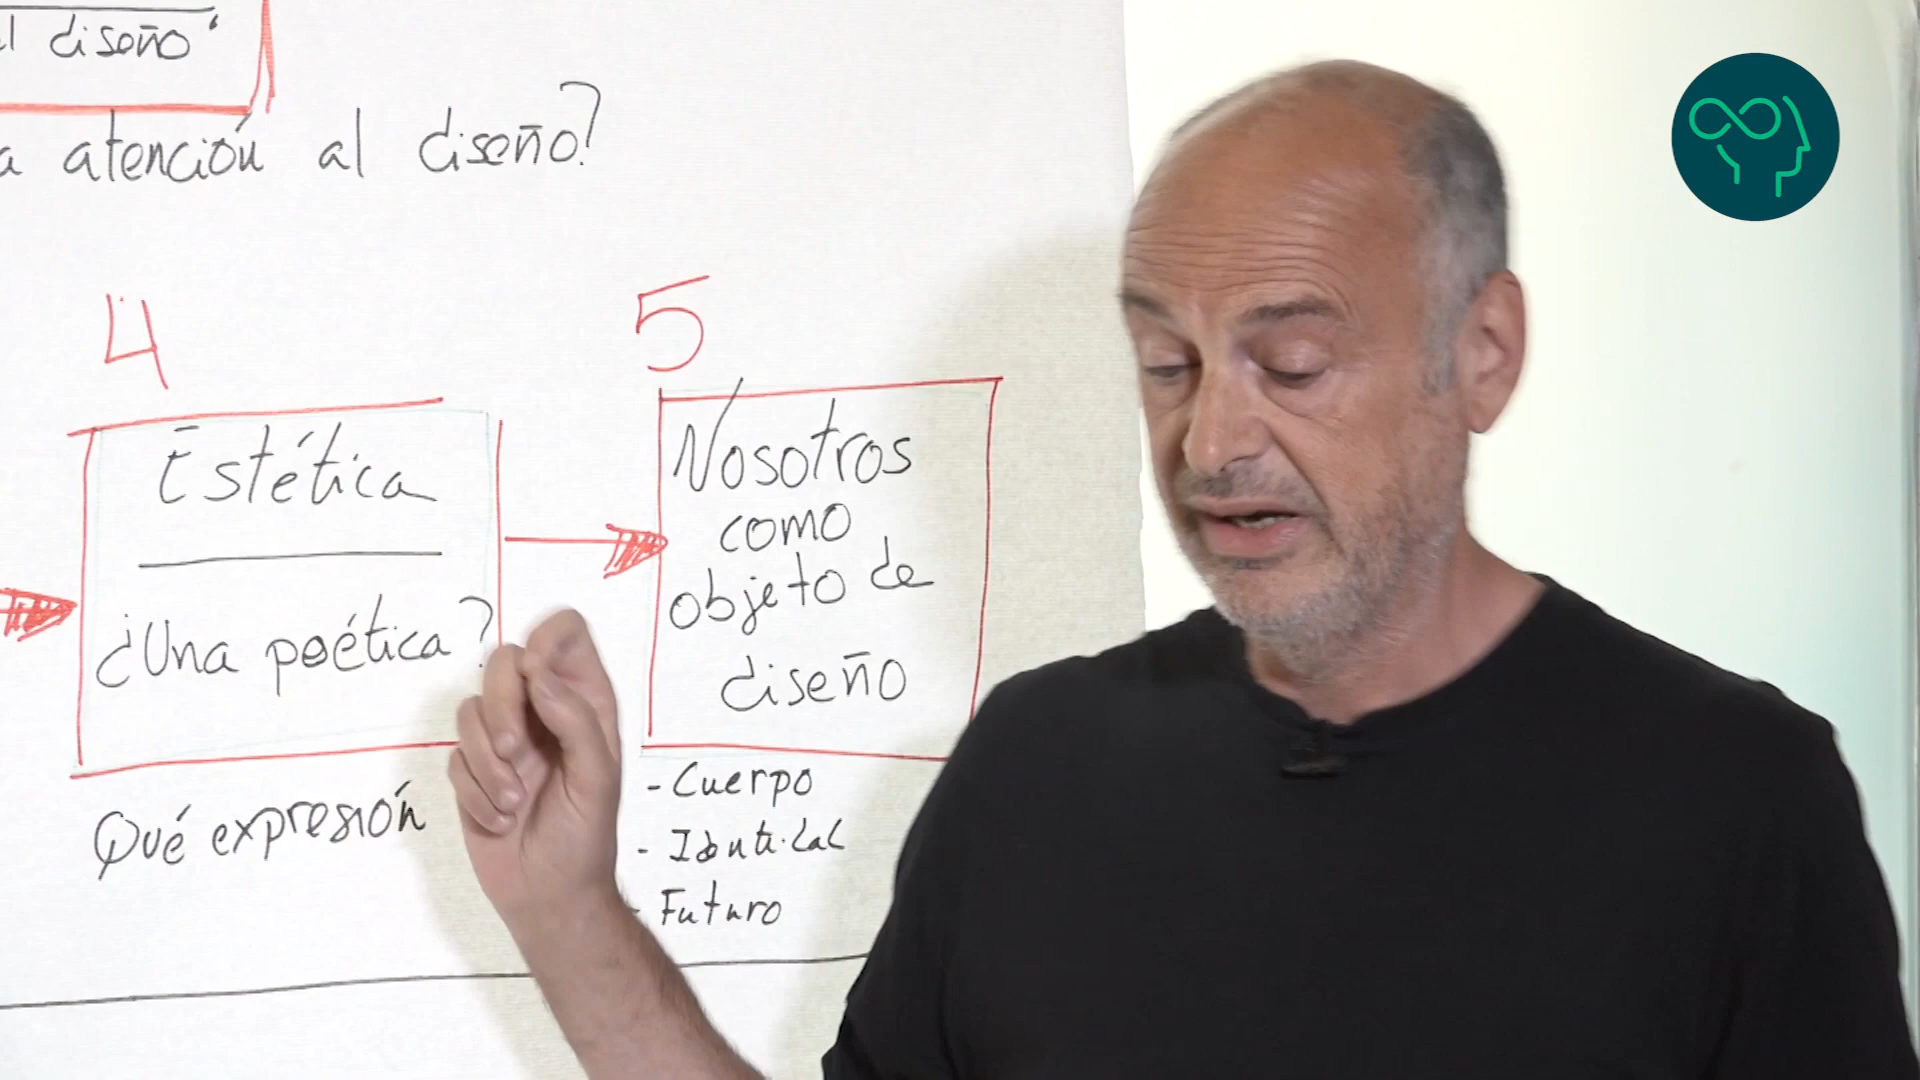 l diseño
a atención al diseño?
4
Estética
¿Una poética?
Qué expresión
5
Nosotros
como
objeto de
diseño
- Cuerpo
- Identidad
- Futuro